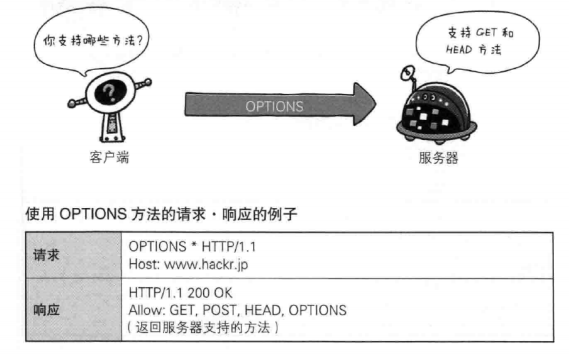 你支持哪些方法?
支持 GET 和
HEAD 方法
?
OPTIONS
客户端
服务器
使用 OPTIONS 方法的请求・响应的例子
请求
OPTIONS * HTTP/1.1
Host: www.hackr.jp
响应
HTTP/1.1 200 OK
Allow: GET, POST, HEAD, OPTIONS
(返回服务器支持的方法)